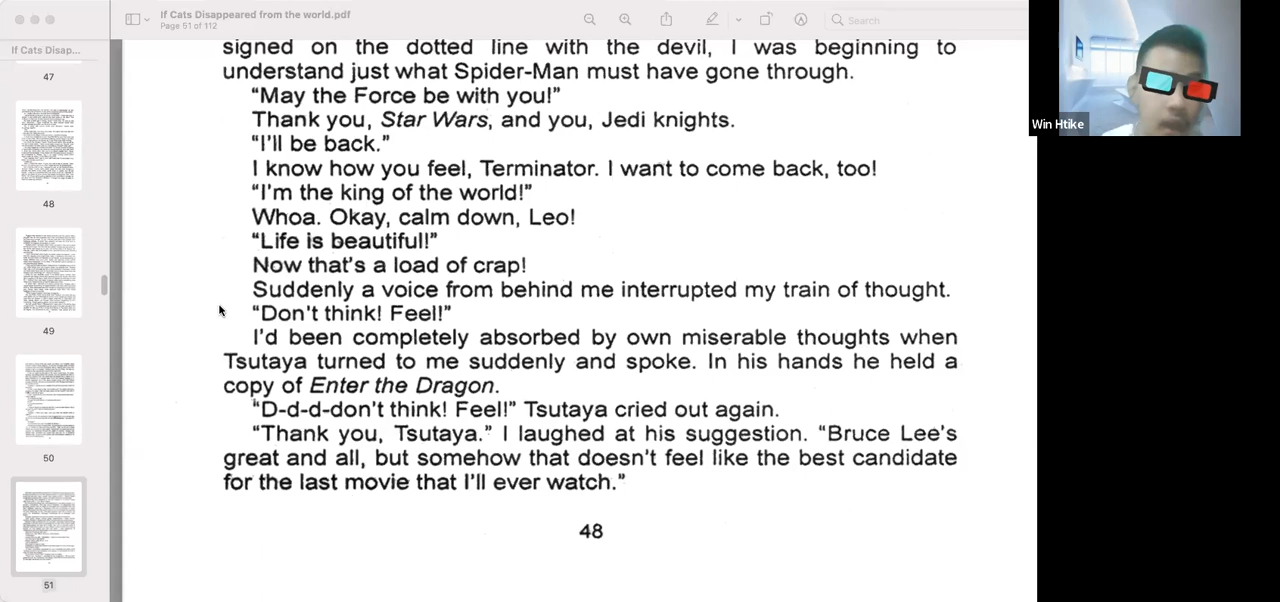 If Cats Disappeared from the world.pdf
Page 51 of 112
Search
If Cats Disap...
47
48
49
50
51
signed on the dotted line with the devil, I was beginning to
understand just what Spider-Man must have gone through.
“May the Force be with you!”
Thank you, Star Wars, and you, Jedi knights.
“I'll be back.”
I know how you feel, Terminator. I want to come back, too!
“I'm the king of the world!”
Whoa. Okay, calm down, Leo!
“Life is beautiful!”
Now that's a load of crap!
Suddenly a voice from behind me interrupted my train of thought.
“Don't think! Feel!”
I'd been completely absorbed by own miserable thoughts when
Tsutaya turned to me suddenly and spoke. In his hands he held a
copy of Enter the Dragon.
“D-d-d-don't think! Feel!” Tsutaya cried out again.
“Thank you, Tsutaya.” I laughed at his suggestion. “Bruce Lee's
great and all, but somehow that doesn't feel like the best candidate
for the last movie that I'll ever watch.”
48
Win Htike